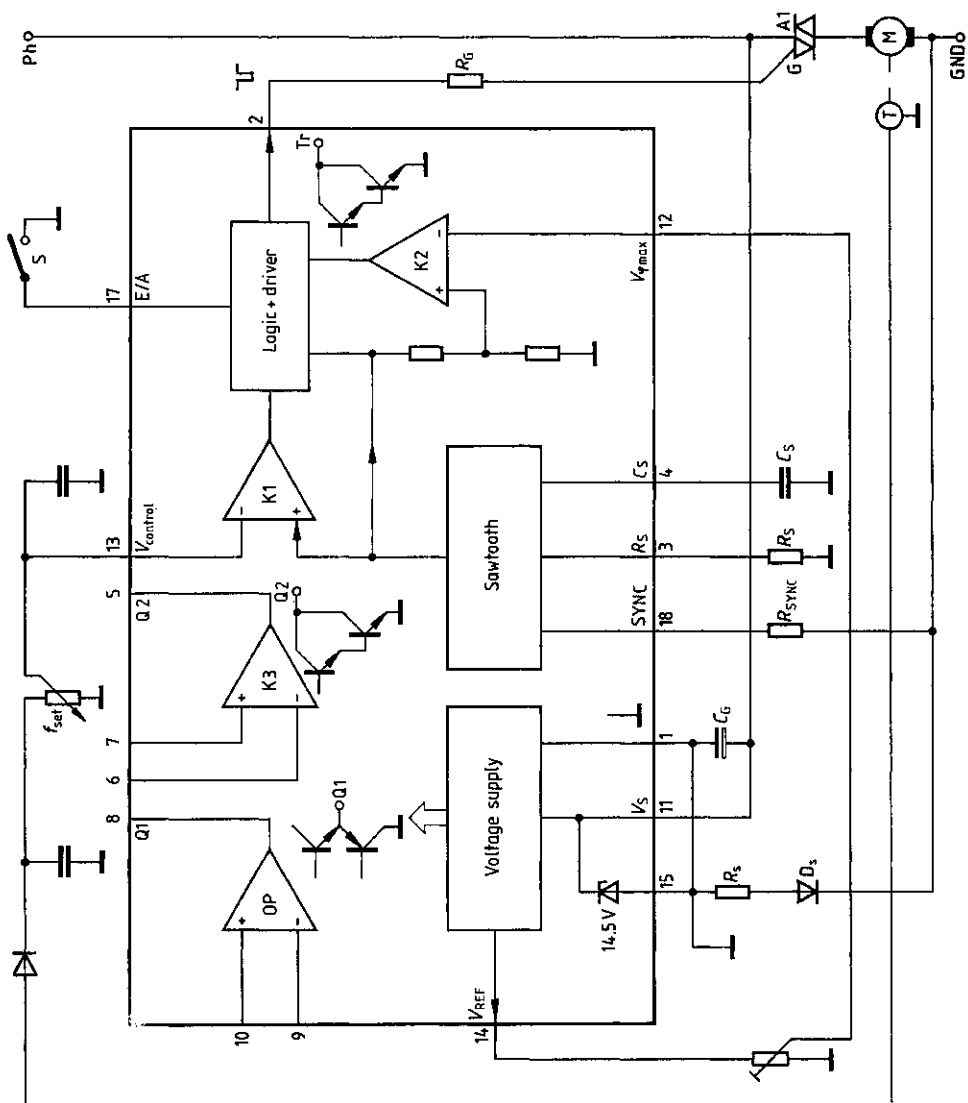 Ph
S
f_set
8
6
7
5
13
17
2
Q1
Q2
V_control
E/A
10
9
14
V_REF
OP
+
-
K3
+
-
K1
-
+
Logic + driver
R_G
Q1
Q2
Tr
K2
+
-
Voltage supply
Sawtooth
14.5 V
V_S
SYNC
R_S
C_S
V_φmax
15
11
1
18
3
4
12
R_s
C_G
R_SYNC
R_S
C_S
D_s
G
A1
T
M
GND